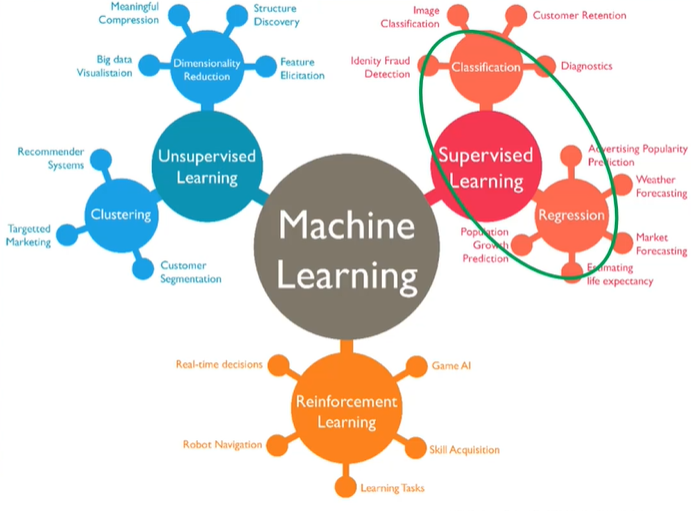 Meaningful
Compression
Structure
Discovery
Big data
Visualistaion
Dimensionality
Reduction
Feature
Elicitation
Image
Classification
Customer Retention
Idenity Fraud
Detection
Classification
Diagnostics
Recommender
Systems
Unsupervised
Learning
Supervised
Learning
Advertising Popularity
Prediction
Weather
Forecasting
Targetted
Marketing
Clustering
Machine
Learning
Regression
Population
Growth
Prediction
Market
Forecasting
Customer
Segmentation
Estimating
life expectancy
Real-time decisions
Game AI
Reinforcement
Learning
Robot Navigation
Skill Acquisition
Learning Tasks